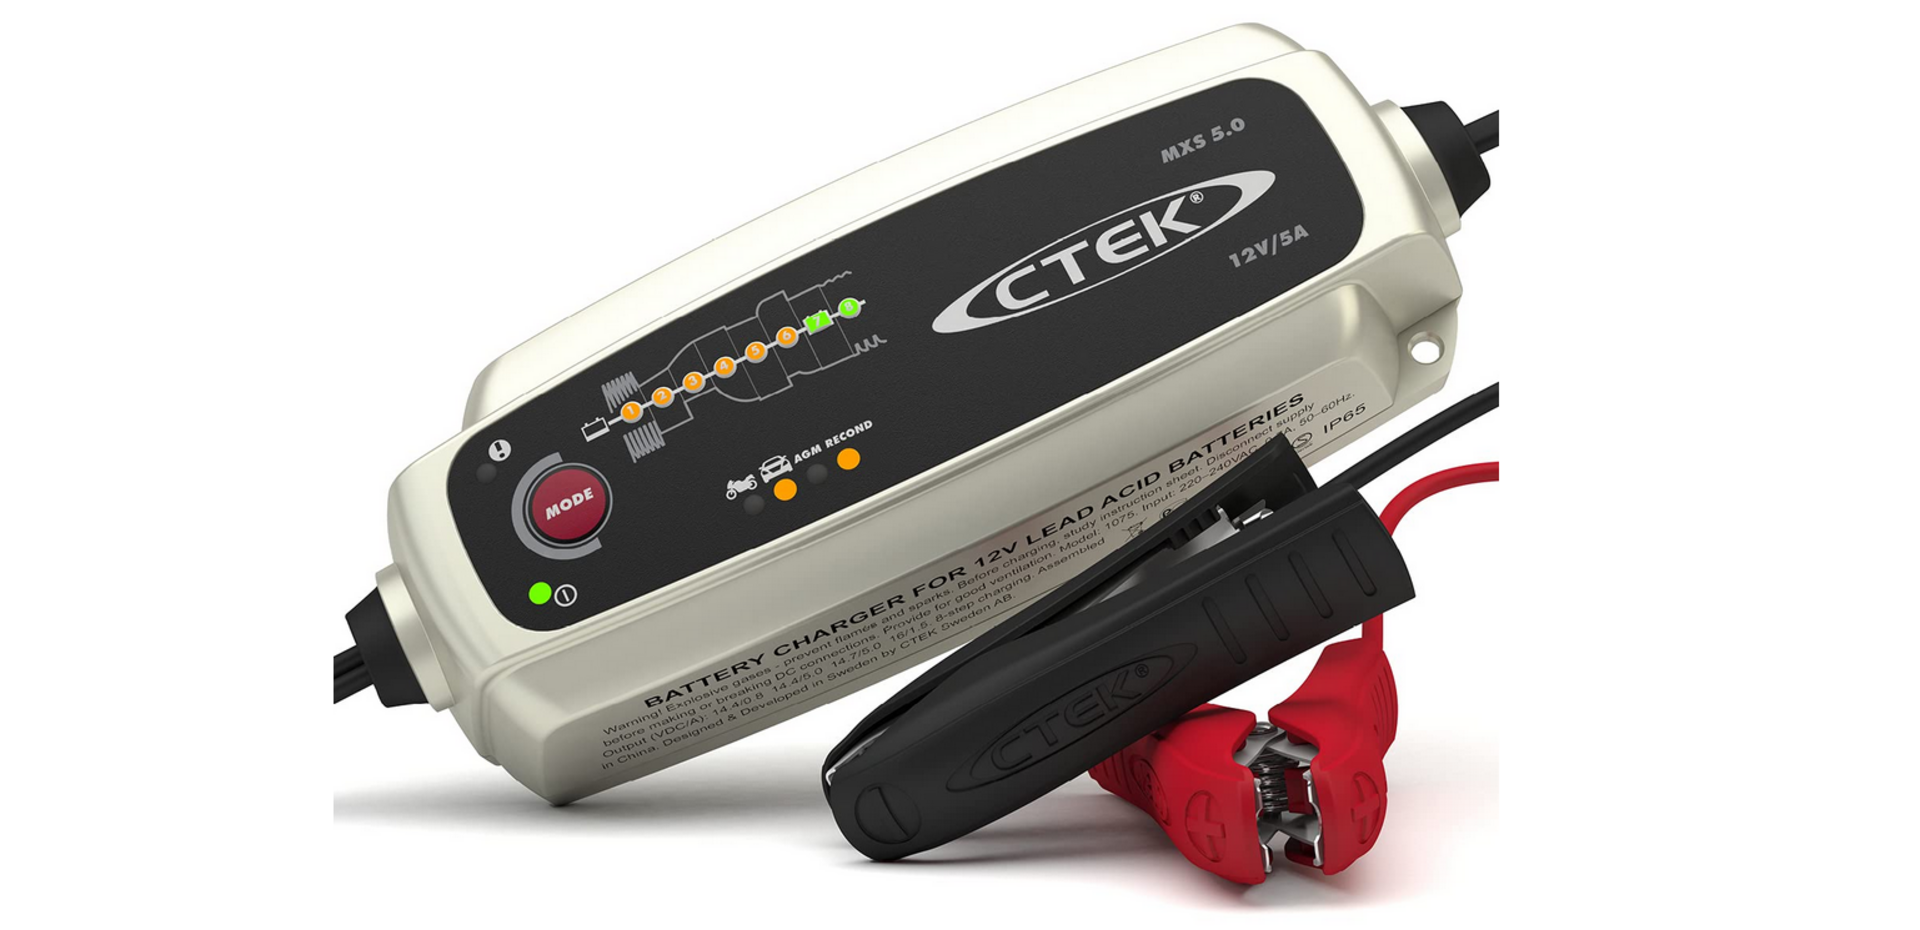 MXS 5.0
CTEK®
12V/5A
1 2 3 4 5 6 7 8
AGM RECOND
MODE
BATTERY CHARGER FOR 12V LEAD ACID BATTERIES
Warning! Explosive gases - prevent flames and sparks. Before charging, study instruction sheet. Disconnect supply
before making or breaking DC connections. Provide for good ventilation. Model: 1075. Input: 220-240VAC, A, 50-60Hz.
Output (VDC/A): 14.4/0.8 14.4/5.0 14.7/5.0 16/1.5. 8-step charging. Assembled
in China. Designed & Developed in Sweden by CTEK Sweden AB.
IP65
CTEK®